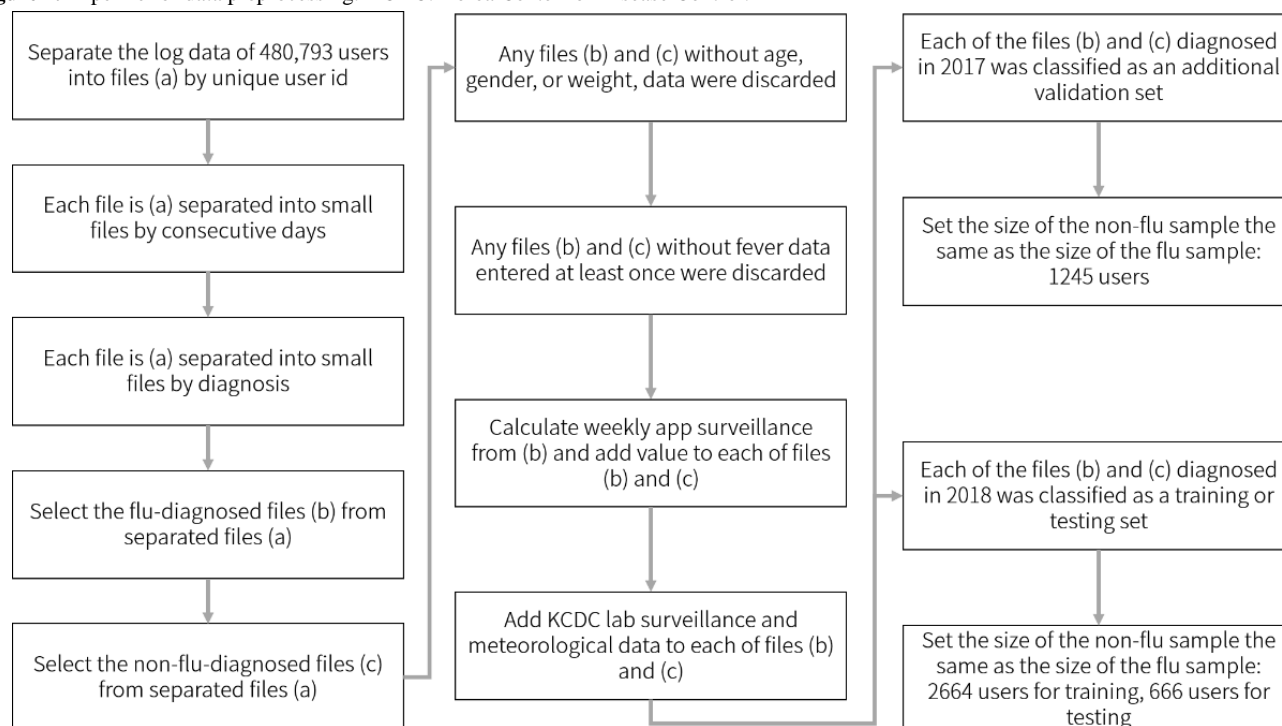 Separate the log data of 480,793 users
into files (a) by unique user id
Each file is (a) separated into small
files by consecutive days
Each file is (a) separated into small
files by diagnosis
Select the flu-diagnosed files (b) from
separated files (a)
Select the non-flu-diagnosed files (c)
from separated files (a)
Any files (b) and (c) without age,
gender, or weight, data were discarded
Any files (b) and (c) without fever data
entered at least once were discarded
Calculate weekly app surveillance
from (b) and add value to each of files
(b) and (c)
Add KCDC lab surveillance and
meteorological data to each of files (b)
and (c)
Each of the files (b) and (c) diagnosed
in 2017 was classified as an additional
validation set
Set the size of the non-flu sample the
same as the size of the flu sample:
1245 users
Each of the files (b) and (c) diagnosed
in 2018 was classified as a training or
testing set
Set the size of the non-flu sample the
same as the size of the flu sample:
2664 users for training, 666 users for
testing